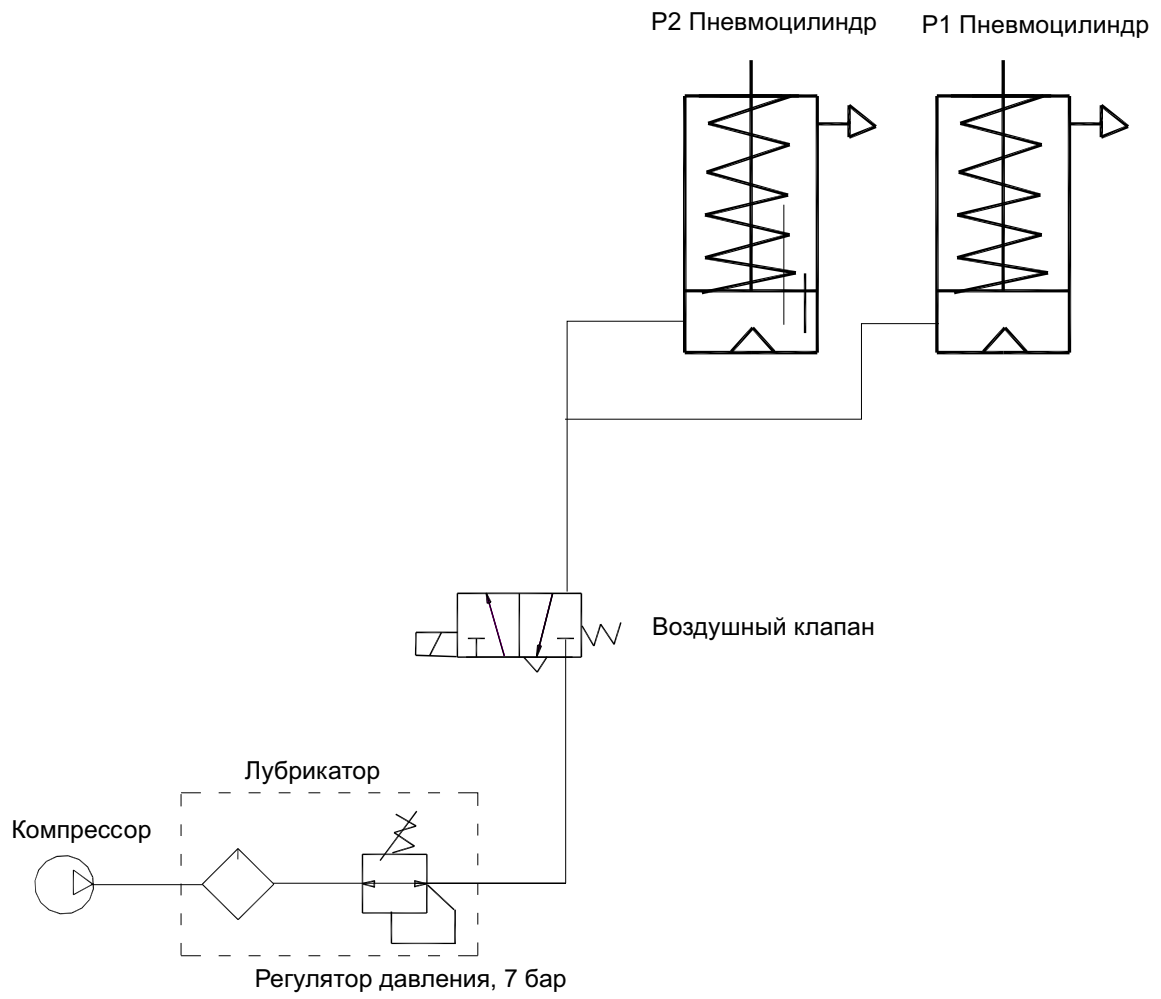 P2 Пневмоцилиндр
P1 Пневмоцилиндр
Воздушный клапан
Лубрикатор
Компрессор
Регулятор давления, 7 бар